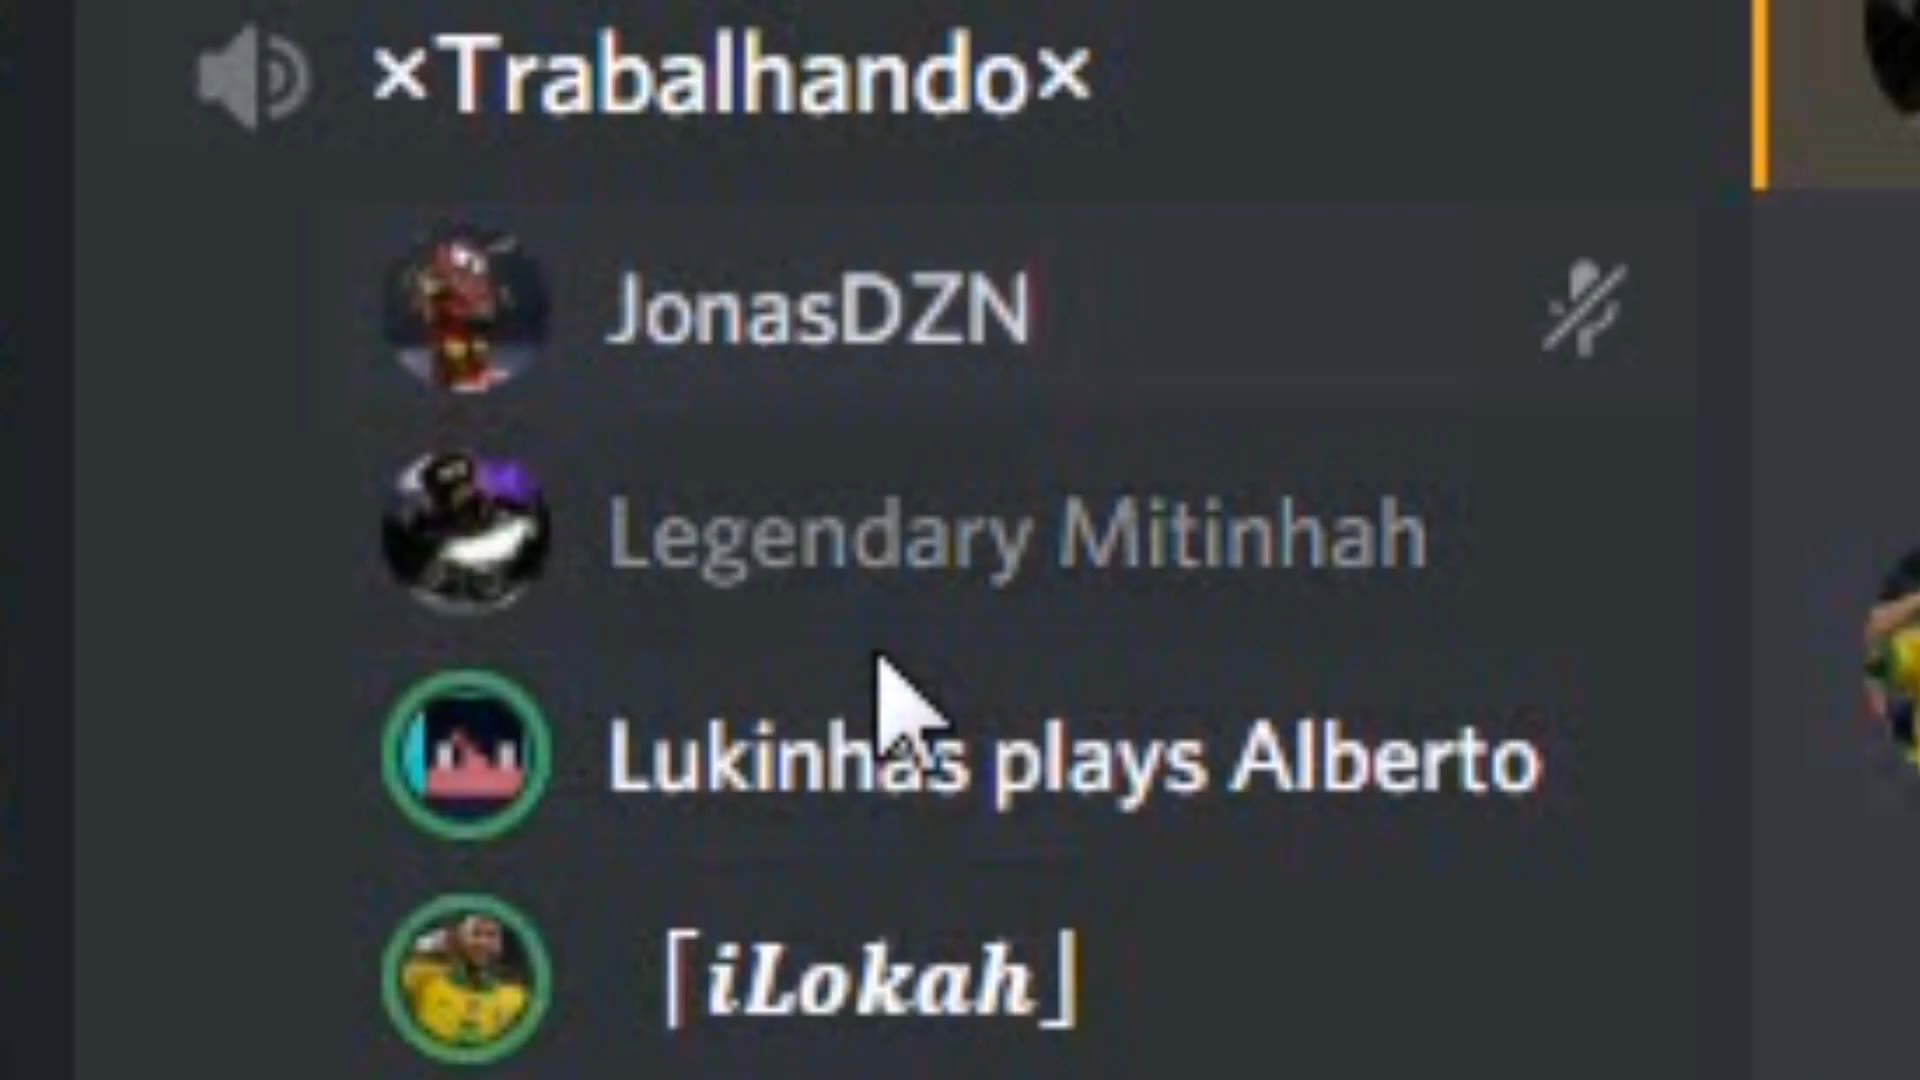 ×Trabalhando×
JonasDZN
Legendary Mitinhah
Lukinhas plays Alberto
「iLokah」